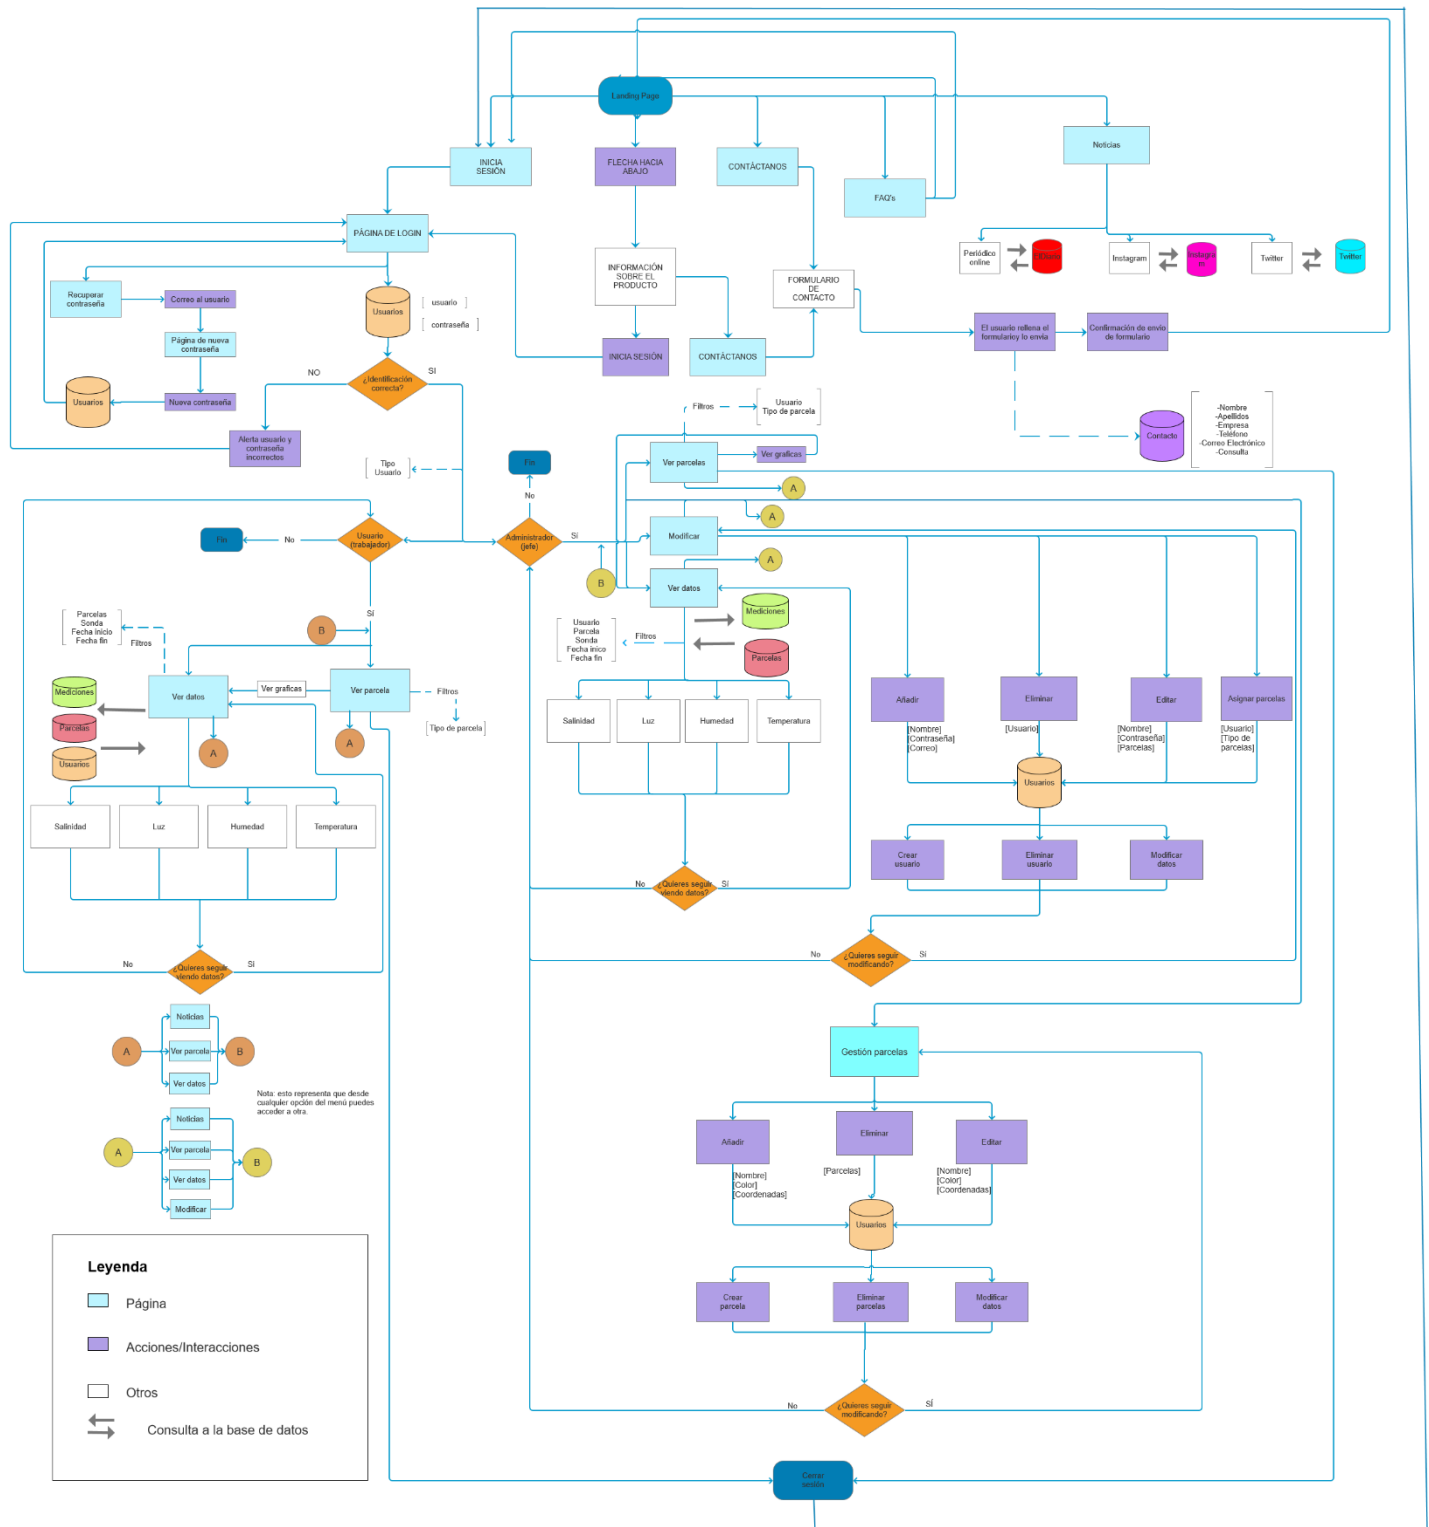 Landing Page
INICIA
SESIÓN
FLECHA HACIA
ABAJO
CONTÁCTANOS
FAQ's
Noticias
PÁGINA DE LOGIN
INFORMACIÓN
SOBRE EL
PRODUCTO
FORMULARIO
DE
CONTACTO
Periódico
online
ElDiario
Instagram
Instagra
m
Twitter
Twitter
Recuperar
contraseña
Correo al usuario
Página de nueva
contraseña
Nueva contraseña
Usuarios
Usuarios
usuario
contraseña
INICIA SESIÓN
CONTÁCTANOS
El usuario rellena el
formularioy lo envía
Confirmación de envío
de formulario
NO
¿Identificación
correcta?
SI
Alerta usuario y
contraseña
incorrectos
Tipo
Usuario
Filtros
Usuario
Tipo de parcela
Contacto
-Nombre
-Apellidos
-Empresa
-Teléfono
-Correo Electrónico
-Consulta
Fin
No
Ver parcelas
Ver graficas
A
Fin
No
Usuario
(trabajador)
Administrador
(jefe)
Sí
Modificar
A
B
Ver datos
A
Sí
B
Mediciones
Parcelas
Usuario
Parcela
Sonda
Fecha inico
Fecha fin
Filtros
Parcelas
Sonda
Fecha inicio
Fecha fin
Filtros
Mediciones
Parcelas
Usuarios
Ver datos
Ver graficas
Ver parcela
Filtros
[Tipo de parcela]
A
A
Salinidad
Luz
Humedad
Temperatura
Añadir
[Nombre]
[Contraseña]
[Correo]
Eliminar
[Usuario]
Editar
[Nombre]
[Contraseña]
[Parcelas]
Asignar parcelas
[Usuario]
[Tipo de
parcelas]
Usuarios
Salinidad
Luz
Humedad
Temperatura
Crear
usuario
Eliminar
usuario
Modificar
datos
No
¿Quieres seguir
viendo datos?
Sí
No
¿Quieres seguir
modificando?
Sí
No
¿Quieres seguir
viendo datos?
Sí
Noticias
A
Ver parcela
B
Ver datos
Nota: esto representa que desde
cualquier opción del menú puedes
acceder a otra.
Noticias
A
Ver parcela
B
Ver datos
Modificar
Gestión parcelas
Añadir
[Nombre]
[Color]
[Coordenadas]
Eliminar
[Parcelas]
Editar
[Nombre]
[Color]
[Coordenadas]
Usuarios
Crear
parcela
Eliminar
parcelas
Modificar
datos
No
¿Quieres seguir
modificando?
SÍ
Leyenda
Página
Acciones/Interacciones
Otros
Consulta a la base de datos
Cerrar
sesión